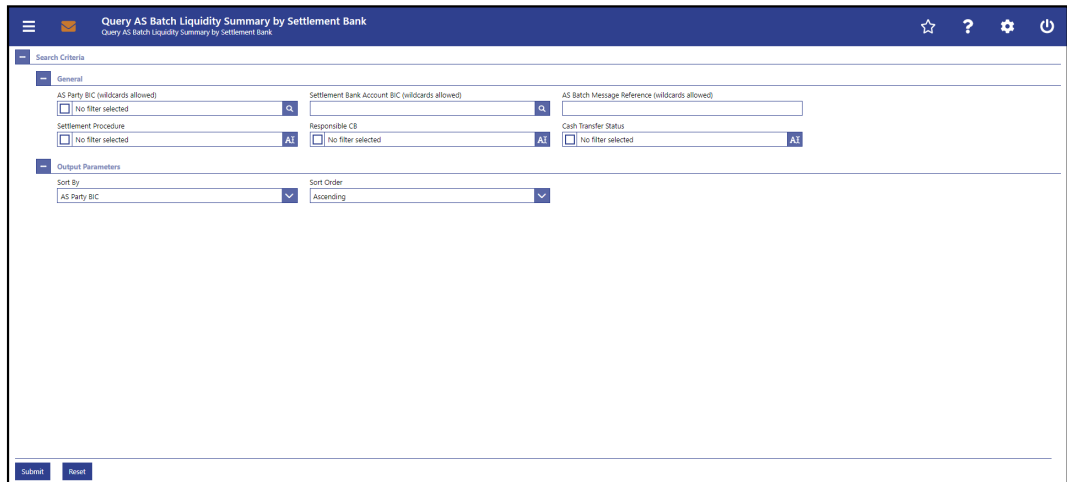 Query AS Batch Liquidity Summary by Settlement Bank
Query AS Batch Liquidity Summary by Settlement Bank
Search Criteria
General
AS Party BIC (wildcards allowed) Settlement Bank Account BIC (wildcards allowed) AS Batch Message Reference (wildcards allowed)
No filter selected
Settlement Procedure Responsible CB Cash Transfer Status
No filter selected No filter selected No filter selected
Output Parameters
Sort By Sort Order
AS Party BIC Ascending
Submit Reset